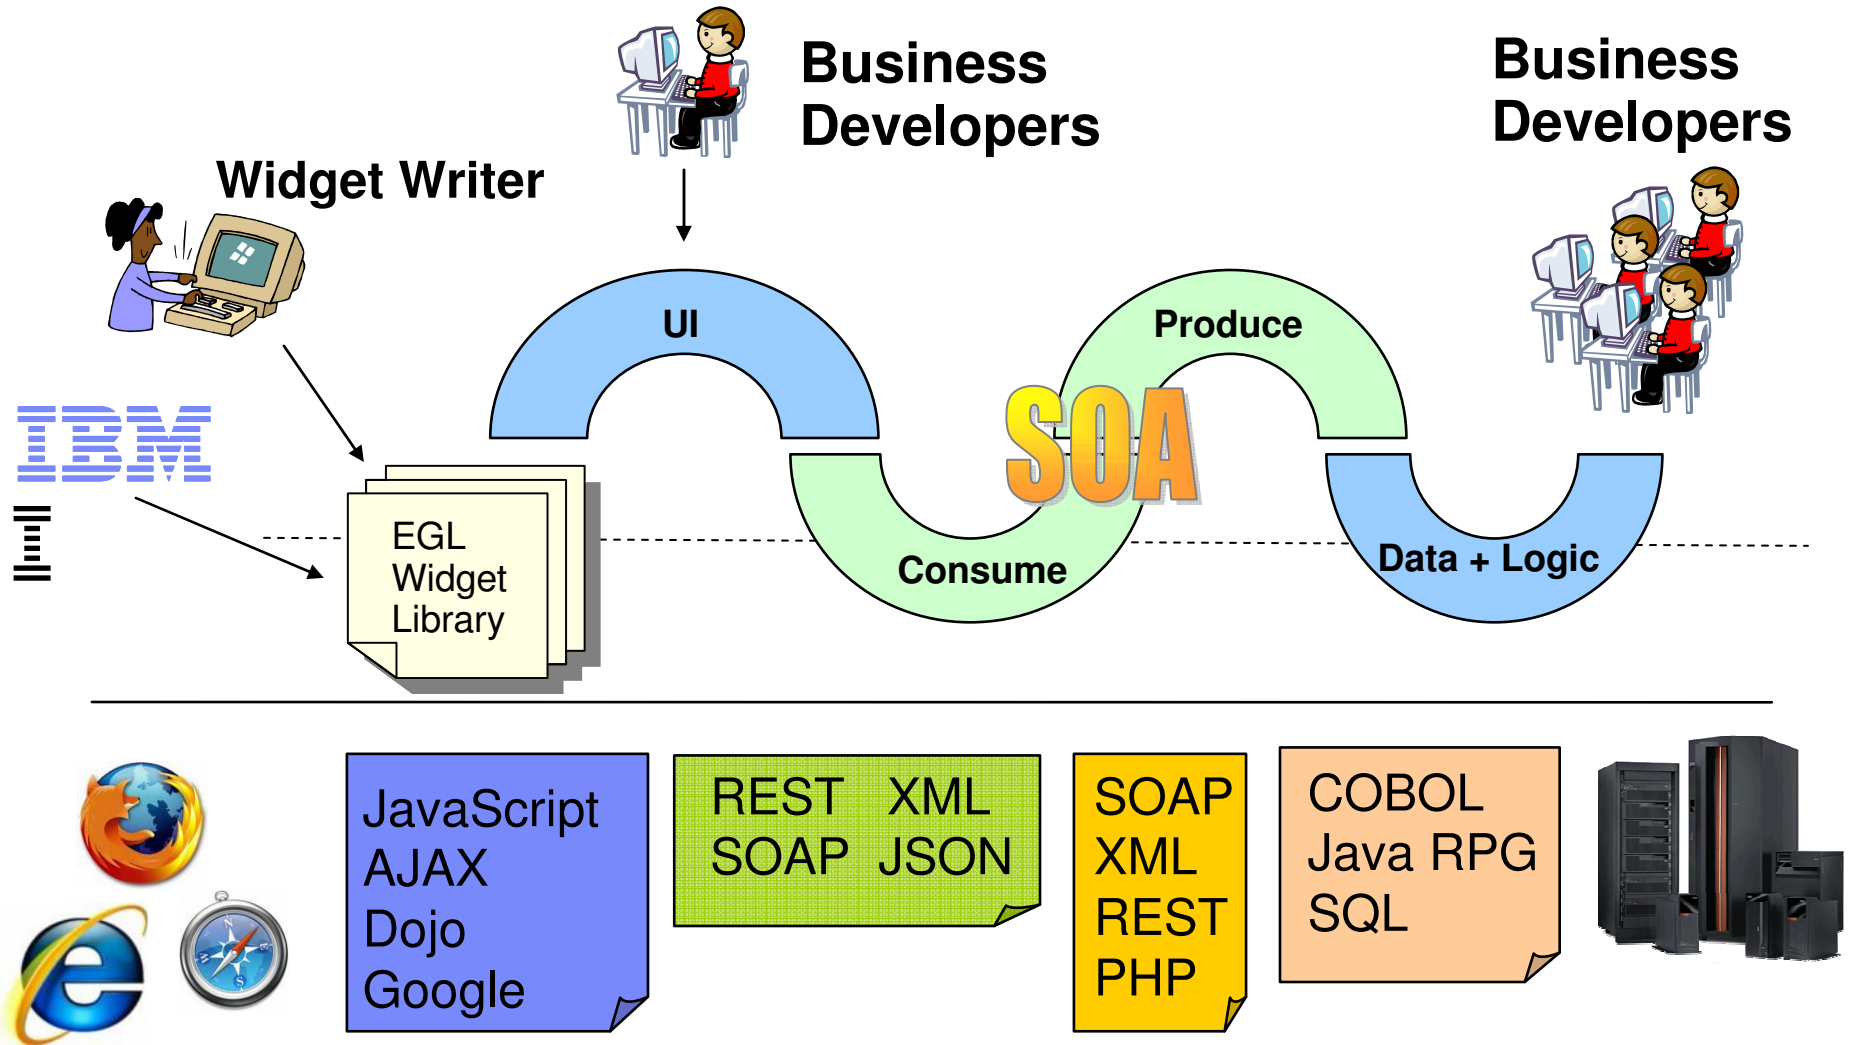 Business
Developers
Business
Developers
Widget Writer
UI
Produce
IBM
SOA
I
EGL
Widget
Library
Consume
Data + Logic
JavaScript
AJAX
Dojo
Google
REST XML
SOAP JSON
SOAP
XML
REST
PHP
COBOL
Java RPG
SQL